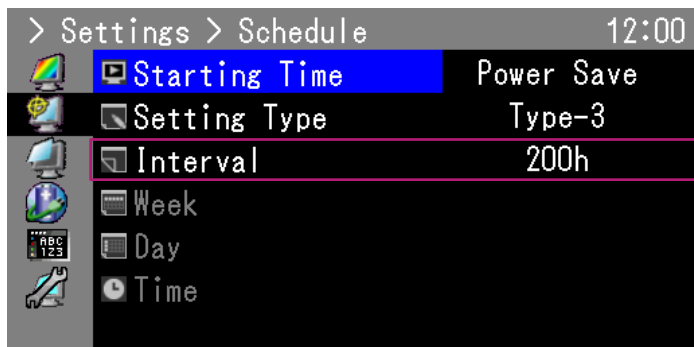 > Settings > Schedule 12:00
Starting Time Power Save
Setting Type Type-3
Interval 200h
Week
ABC
123
Day
Time